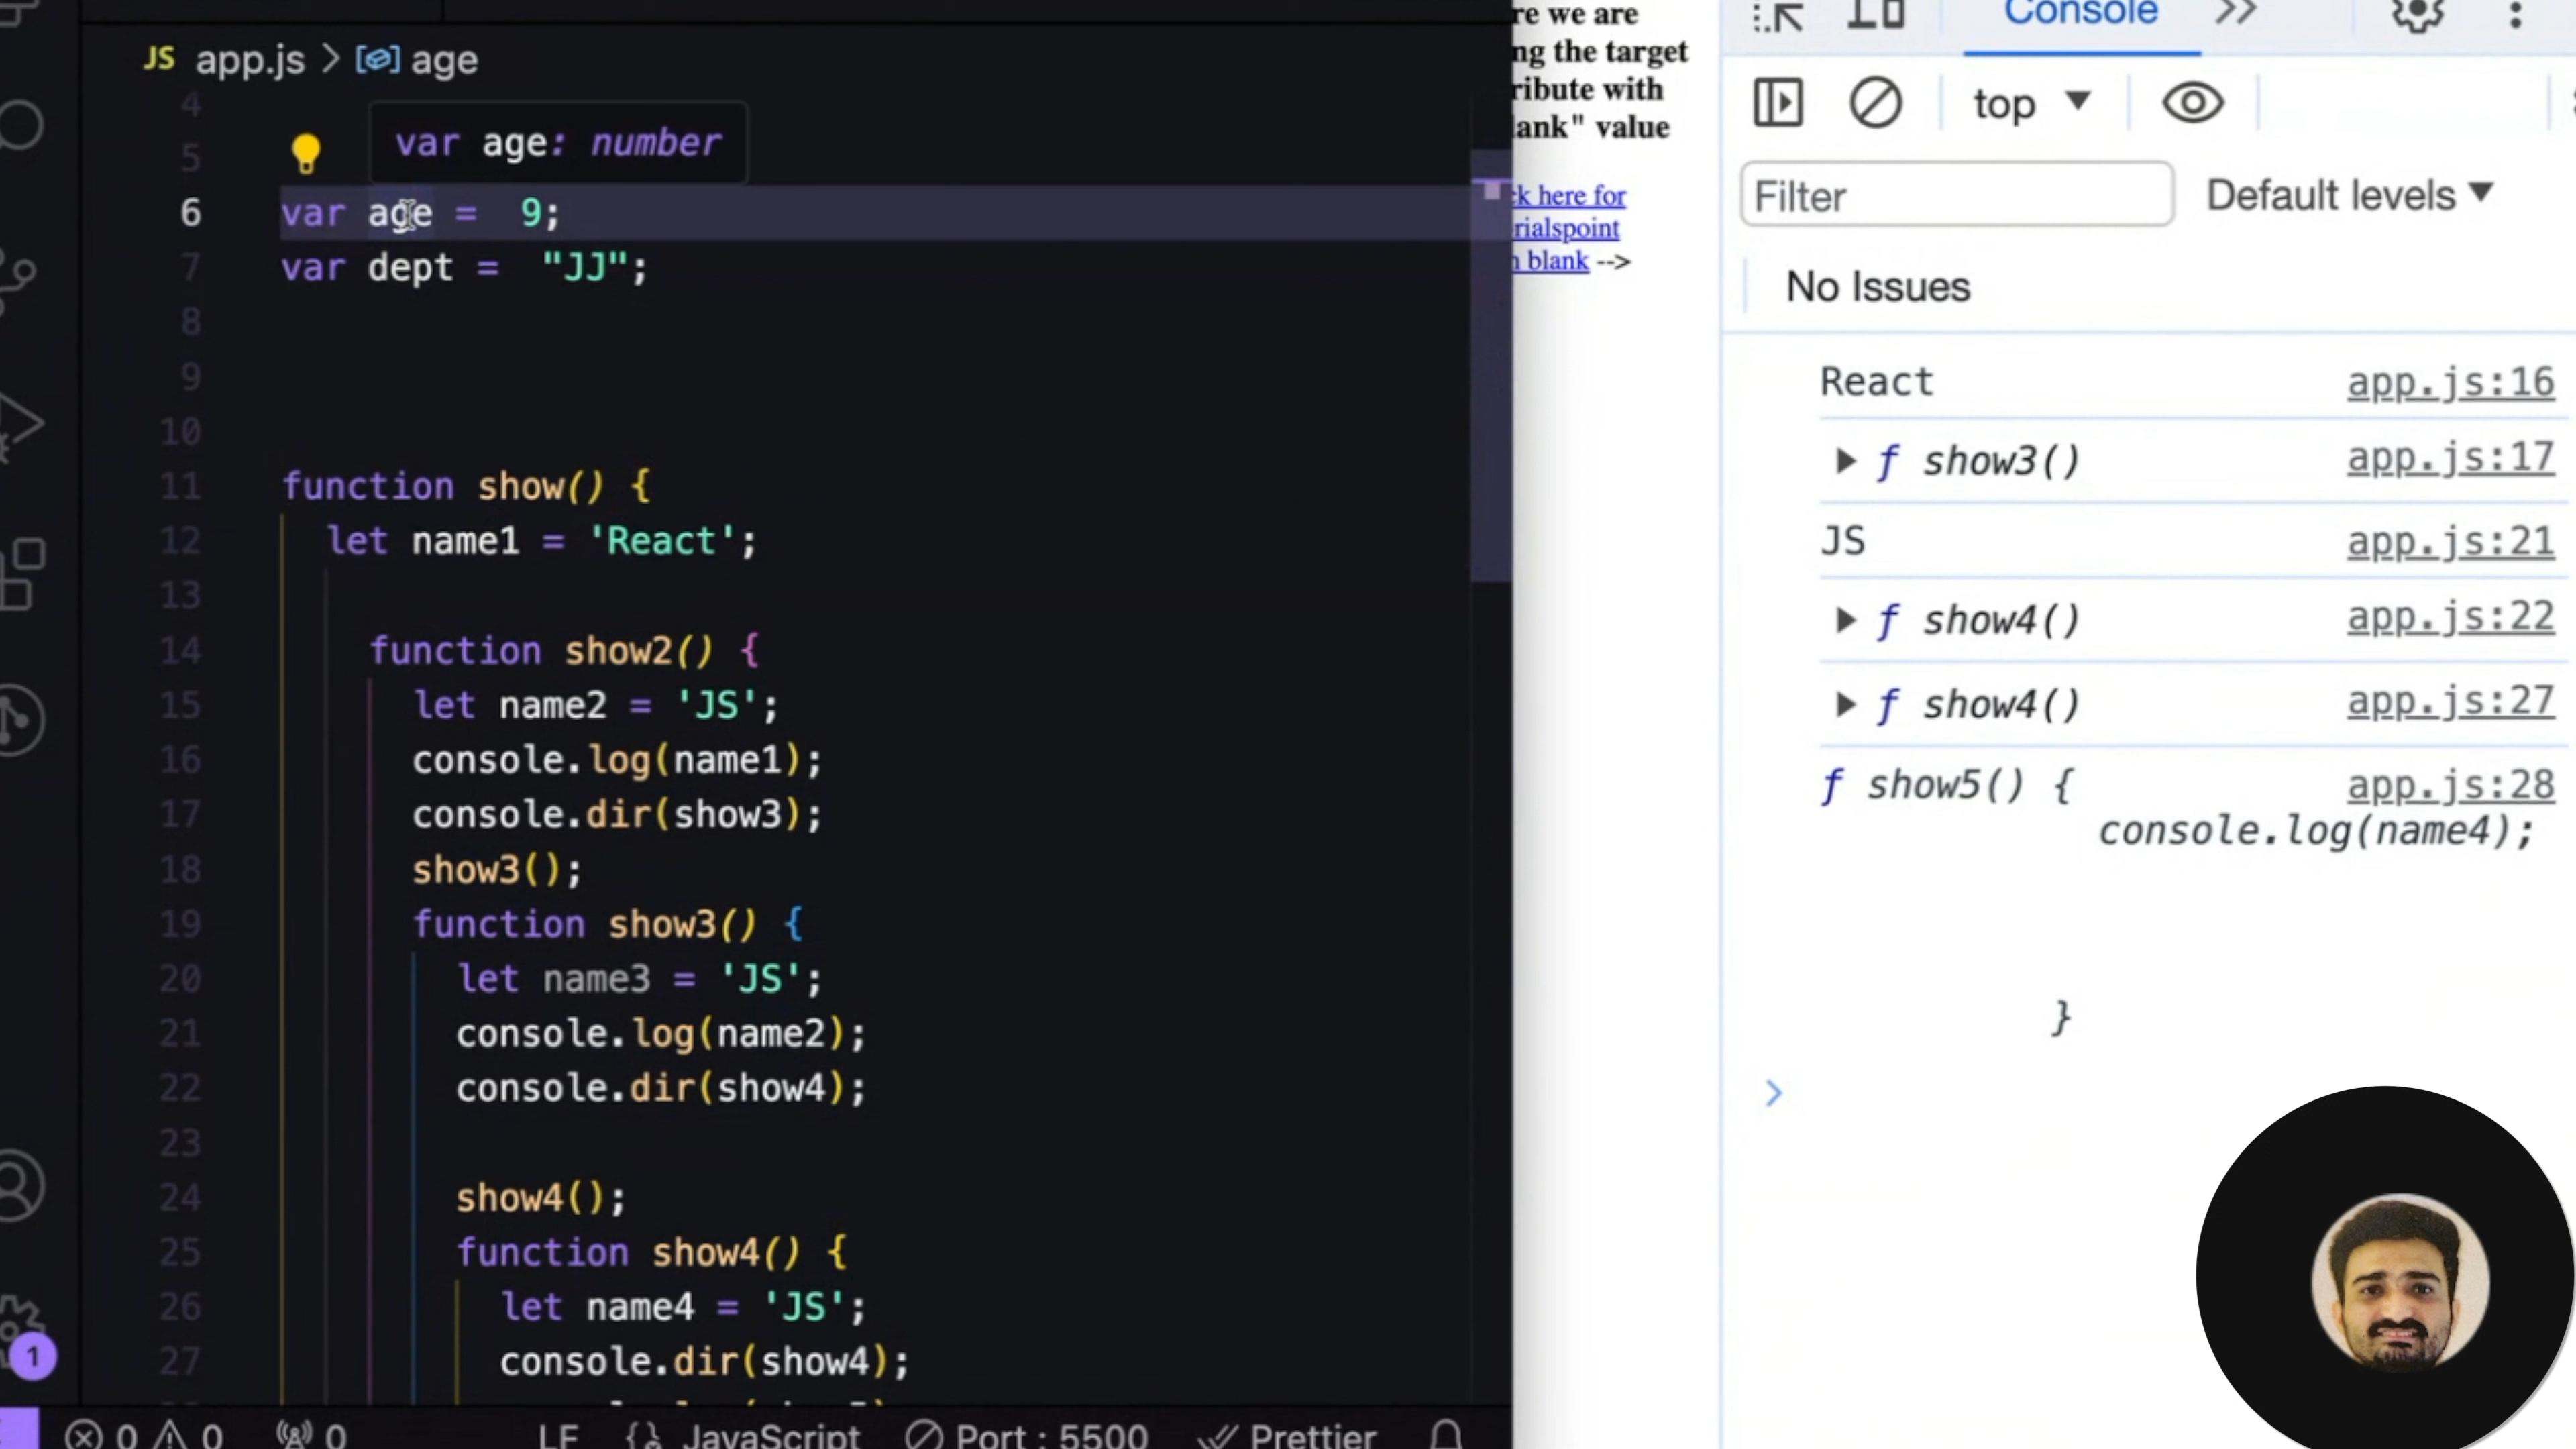 JS app.js > age
4
var age: number
5
6 var age = 9;
7 var dept = "JJ";
8
9
10
11 function show() {
12 let name1 = 'React';
13
14 function show2() {
15 let name2 = 'JS';
16 console.log(name1);
17 console.dir(show3);
18 show3();
19 function show3() {
20 let name3 = 'JS';
21 console.log(name2);
22 console.dir(show4);
23
24 show4();
25 function show4() {
26 let name4 = 'JS';
27 console.dir(show4);
1
0 0 0 LF {} JavaScript Port : 5500 Prettier
re we are
ng the target
ribute with
ank" value
k here for
rialspoint
blank -->
Console >>
top
Filter Default levels
No Issues
React app.js:16
f show3() app.js:17
JS app.js:21
f show4() app.js:22
f show4() app.js:27
f show5() { app.js:28
console.log(name4);
}
>